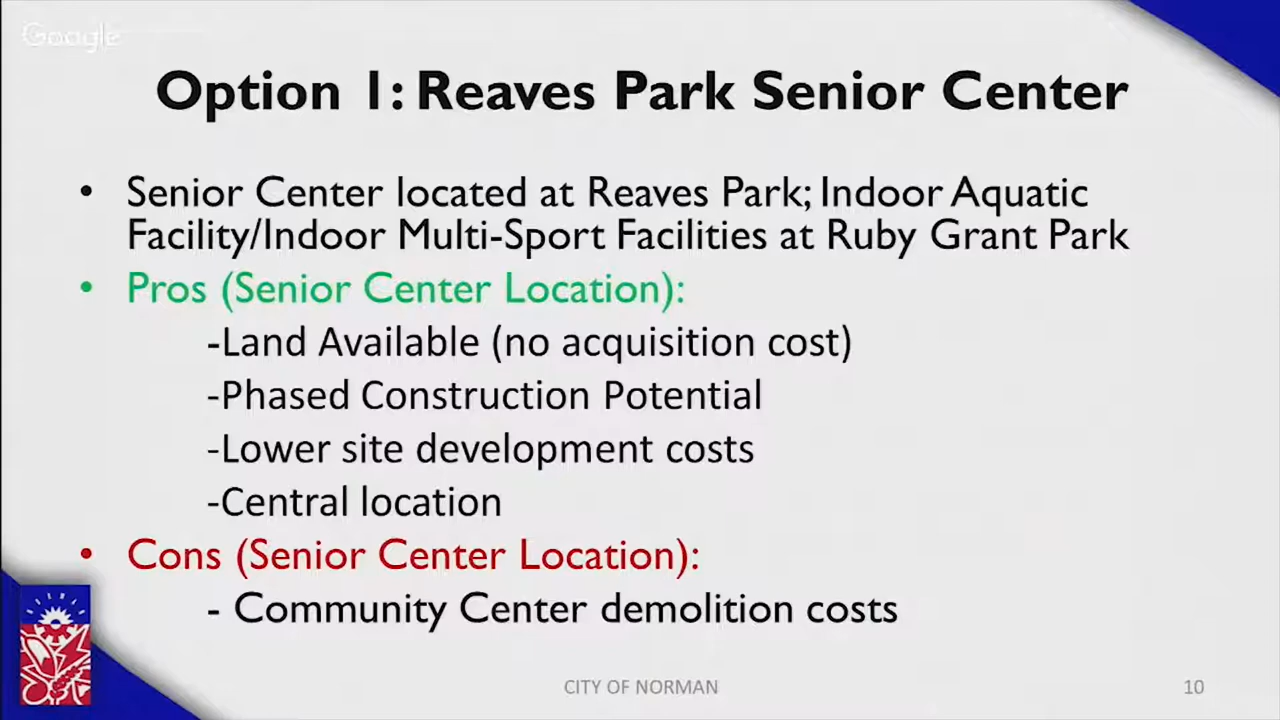 Google
Option 1: Reaves Park Senior Center
• Senior Center located at Reaves Park; Indoor Aquatic
Facility/Indoor Multi-Sport Facilities at Ruby Grant Park
• Pros (Senior Center Location):
-Land Available (no acquisition cost)
-Phased Construction Potential
-Lower site development costs
-Central location
• Cons (Senior Center Location):
- Community Center demolition costs
CITY OF NORMAN
10